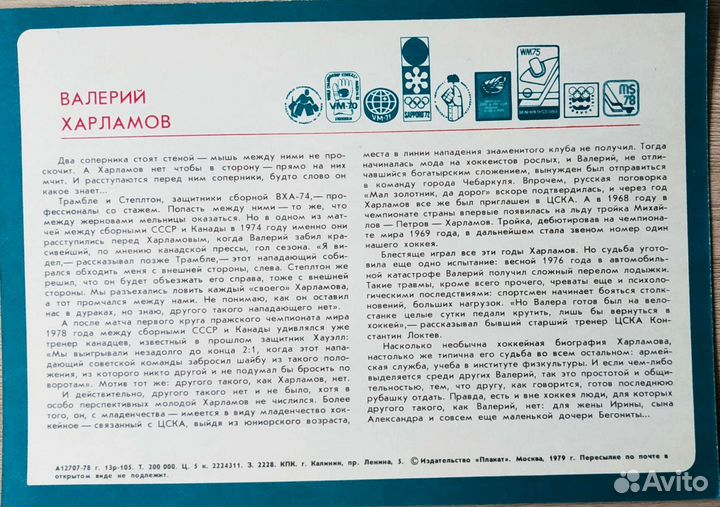 ВАЛЕРИЙ
ХАРЛАМОВ
VM-70
VM-71
SAPPORO'72
WM75
MS
78
Два соперника стоят стеной — мышь между ними не про-
скочит. А Харламов нет чтобы в сторону — прямо на них
мчит. И расступаются перед ним соперники, будто слово он
какое знает...
Трамбле и Степлтон, защитники сборной ВХА-74,— про-
фессионалы со стажем. Попасть между ними — то же, что
между жерновами мельницы оказаться. Но в одном из мат-
чей между сборными СССР и Канады в 1974 году именно они
расступились перед Харламовым, когда Валерий забил кра-
сивейший, по мнению канадской прессы, гол сезона. «Я ви-
дел,— рассказывал позже Трамбле,— этот нападающий соби-
рался обходить меня с внешней стороны, слева. Степлтон же
решил, что он будет объезжать его справа, тоже с внешней
стороны. Мы разъехались ловить каждый «своего» Харламова,
а тот промчался между нами. Не понимаю, как он оставил
нас в дураках, но знаю, другого такого нападающего нет».
А после матча первого круга пражского чемпионата мира
1978 года между сборными СССР и Канады удивлялся уже
тренер канадцев, известный в прошлом защитник Хауэлл:
«Мы выигрывали незадолго до конца 2:1, когда этот напа-
дающий советской команды забросил шайбу из такого поло-
жения, из которого никто другой и не подумал бы бросить по
воротам». Мотив тот же: другого такого, как Харламов, нет.
И действительно, другого такого нет и не было, хотя в
особо перспективных молодой Харламов не числился. Более
того, он, с младенчества — имеется в виду младенчество хок-
кейное — связанный с ЦСКА, выйдя из юниорского возраста,
места в линии нападения знаменитого клуба не получил. Тогда
начиналась мода на хоккеистов рослых, и Валерий, не отли-
чавшийся богатырским сложением, вынужден был отправиться
в команду города Чебаркуля. Впрочем, русская поговорка
«Мал золотник, да дорог» вскоре подтвердилась, и через год
Харламов все же был приглашен в ЦСКА. А в 1968 году в
чемпионате страны впервые появилась на льду тройка Михай-
лов — Петров — Харламов. Тройка, дебютировав на чемпиона-
те мира 1969 года, в дальнейшем стала звеном номер один
нашего хоккея.
Блестяще играл все эти годы Харламов. Но судьба угото-
вила еще одно испытание: весной 1976 года в автомобиль-
ной катастрофе Валерий получил сложный перелом лодыжки.
Такие травмы, кроме всего прочего, чреваты еще и психоло-
гическими последствиями: спортсмен начинает бояться столк-
новений, больших нагрузок. «Но Валера готов был на вело-
станке целые сутки педали крутить, лишь бы вернуться в
хоккей»,— рассказывал бывший старший тренер ЦСКА Кон-
стантин Локтев.
Насколько необычна хоккейная биография Харламова,
настолько же типична его судьба во всем остальном: армей-
ская служба, учеба в институте физкультуры. И если чем-либо
выделяется среди других Валерий, так это простотой и общи-
тельностью, тем, что другу, как говорится, готов последнюю
рубашку отдать. Правда, есть и вне хоккея люди, для которых
другого такого, как Валерий, нет: для жены Ирины, сына
Александра и совсем еще маленькой дочери Бегониты...
А12707-78 г. 13р-105. Т. 200 000. Ц. 5 к. 2224311. З. 2228. КПК. г. Калинин, пр. Ленина, 5. © Издательство «Плакат». Москва, 1979 г. Пересылке по почте в
открытом виде не подлежит.
Avito